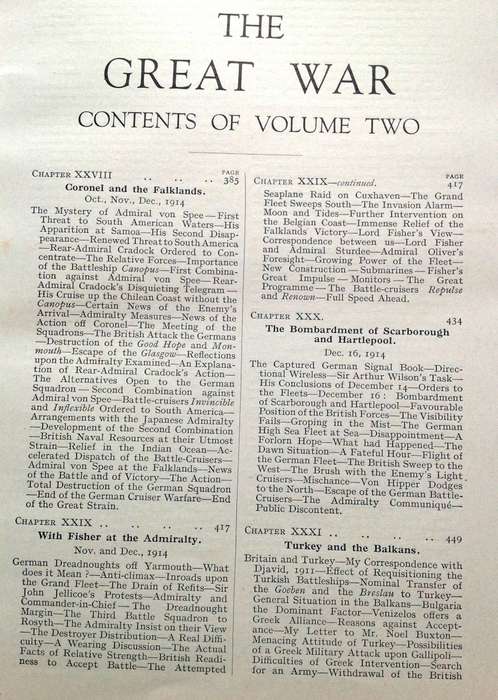 THE
GREAT WAR
CONTENTS OF VOLUME TWO
CHAPTER XXVIII .. .. .. PAGE 385
Coronel and the Falklands.
Oct., Nov., Dec., 1914
The Mystery of Admiral von Spee—First
Threat to South American Waters—His
Apparition at Samoa—His Second Disap-
pearance—Renewed Threat to South America
—Rear-Admiral Cradock Ordered to Con-
centrate—The Relative Forces—Importance
of the Battleship Canopus—First Combina-
tion against Admiral von Spee—Rear-
Admiral Cradock's Disquieting Telegram—
His Cruise up the Chilean Coast without the
Canopus—Certain News of the Enemy's
Arrival—Admiralty Measures—News of the
Action off Coronel—The Meeting of the
Squadrons—The British Attack the Germans
—Destruction of the Good Hope and Mon-
mouth—Escape of the Glasgow—Reflections
upon the Admiralty Examined—An Explana-
tion of Rear-Admiral Cradock's Action—
The Alternatives Open to the German
Squadron—Second Combination against
Admiral von Spee—Battle-Cruisers Invincible
and Inflexible Ordered to South America—
Arrangements with the Japanese Admiralty
—Development of the Second Combination
—British Naval Resources at their Utmost
Strain—Relief in the Indian Ocean—Ac-
celerated Dispatch of the Battle-Cruisers—
Admiral von Spee at the Falklands—News
of the Battle and of Victory—The Action—
Total Destruction of the German Squadron
—End of the German Cruiser Warfare—End
of the Great Strain.
CHAPTER XXIX .. .. .. .. 417
With Fisher at the Admiralty.
Nov. and Dec., 1914
German Dreadnoughts off Yarmouth—What
does it Mean?—Anti-climax—Inroads upon
the Grand Fleet—The Drain of Refits—Sir
John Jellicoe's Protests—Admiralty and
Commander-in-Chief—The Dreadnought
Margin—The Third Battle Squadron to
Rosyth—The Admiralty Insist on their View
—The Destroyer Distribution—A Real Diffi-
culty—A Wearing Discussion—The Actual
Facts of Relative Strength—British Readi-
ness to Accept Battle—The Attempted
CHAPTER XXIX—continued. PAGE 417
Seaplane Raid on Cuxhaven—The Grand
Fleet Sweeps South—The Invasion Alarm—
Moon and Tides—Further Intervention on
the Belgian Coast—Immense Relief of the
Falklands Victory—Lord Fisher's View—
Correspondence between us—Lord Fisher
and Admiral Sturdee—Admiral Oliver's
Foresight—Growing Power of the Fleet—
New Construction—Submarines—Fisher's
Great Impulse—Monitors—The Great
Programme—The Battle-cruisers Repulse
and Renown—Full Speed Ahead.
CHAPTER XXX. 434
The Bombardment of Scarborough
and Hartlepool.
Dec. 16, 1914
The Captured German Signal Book—Direc-
tional Wireless—Sir Arthur Wilson's Task—
His Conclusions of December 14—Orders to
the Fleets—December 16: Bombardment
of Scarborough and Hartlepool—Favourable
Position of the British Forces—The Visibility
Fails—Groping in the Mist—The German
High Sea Fleet at Sea—Disappointment—A
Forlorn Hope—What had Happened—The
Dawn Situation—A Fateful Hour—Flight of
the German Fleet—The British Sweep to the
West—The Brush with the Enemy's Light
Cruisers—Mischance—Von Hipper Dodges
to the North—Escape of the German Battle-
Cruisers—The Admiralty Communiqué—
Public Discontent.
CHAPTER XXXI .. .. .. .. 449
Turkey and the Balkans.
Britain and Turkey—My Correspondence with
Djavid, 1911—Effect of Requisitioning the
Turkish Battleships—Nominal Transfer of
the Goeben and the Breslau to Turkey—
General Situation in the Balkans—Bulgaria
the Dominant Factor—Venizelos offers a
Greek Alliance—Reasons against Accept-
ance—My Letter to Mr. Noel Buxton—
Menacing Attitude of Turkey—Possibilities
of a Greek Military Attack upon Gallipoli—
Difficulties of Greek Intervention—Search
for an Army—Withdrawal of the British